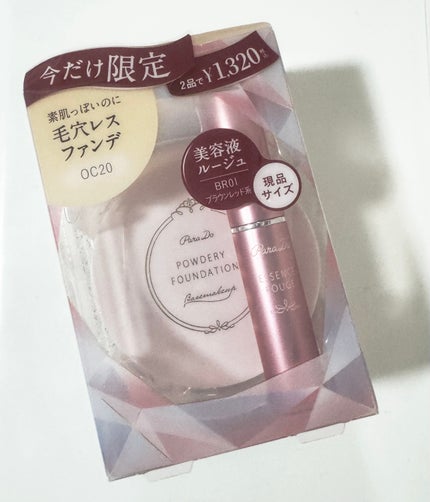 今だけ限定
2品で¥1,320
素肌っぽいのに
毛穴レス
ファンデ
OC20
美容液
ルージュ
BR01
ブラウンレッド系
現品
サイズ
ParaDo
POWDERY
FOUNDATION
Basemakeup
ParaDo
ESSENCE
ROUGE